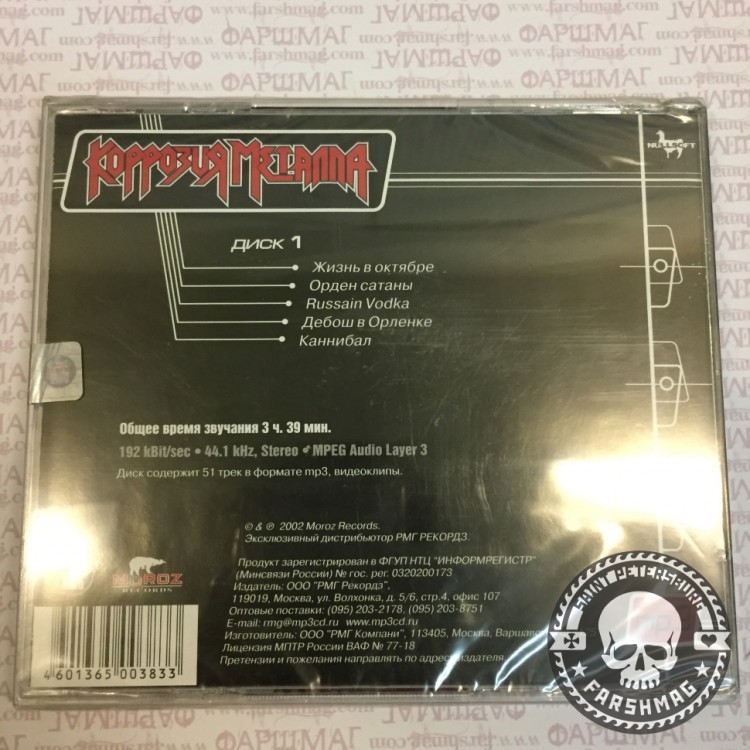 КОРРОЗИЯ МЕТАЛЛА
NULLSOFT
ДИСК 1
Жизнь в октябре
Орден сатаны
Russain Vodka
Дебош в Орленке
Каннибал
Общее время звучания 3 ч. 39 мин.
192 kBit/sec • 44.1 kHz, Stereo • MPEG Audio Layer 3
Диск содержит 51 трек в формате mp3, видеоклипы.
© & ℗ 2002 Moroz Records.
Эксклюзивный дистрибьютор РМГ РЕКОРДЗ.
Продукт зарегистрирован в ФГУП НТЦ "ИНФОРМРЕГИСТР"
(Минсвязи России) № гос. рег. 0320200173
Издатель: ООО "РМГ Рекордз",
119019, Москва, ул. Волхонка, д. 5/6, стр.4, офис 107
Оптовые поставки: (095) 203-2178, (095) 203-8751
E-mail: rmg@mp3cd.ru www.mp3cd.ru
Изготовитель: ООО "РМГ Компани", 113405, Москва,
Лицензия МПТР России ВАФ № 77-18
Претензии и пожелания направлять по адресу издателя
MOROZ
RECORDS
4 601365 003833
SAINT PETERSBURG
FARSHMAG
ФАРШМАГ
www.farshmag.com